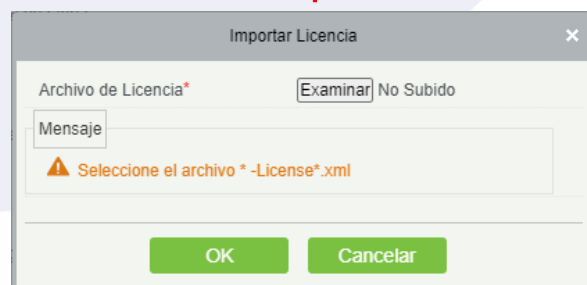 Importar Licencia ×
Archivo de Licencia* Examinar No Subido
Mensaje
Seleccione el archivo * -License*.xml
OK Cancelar